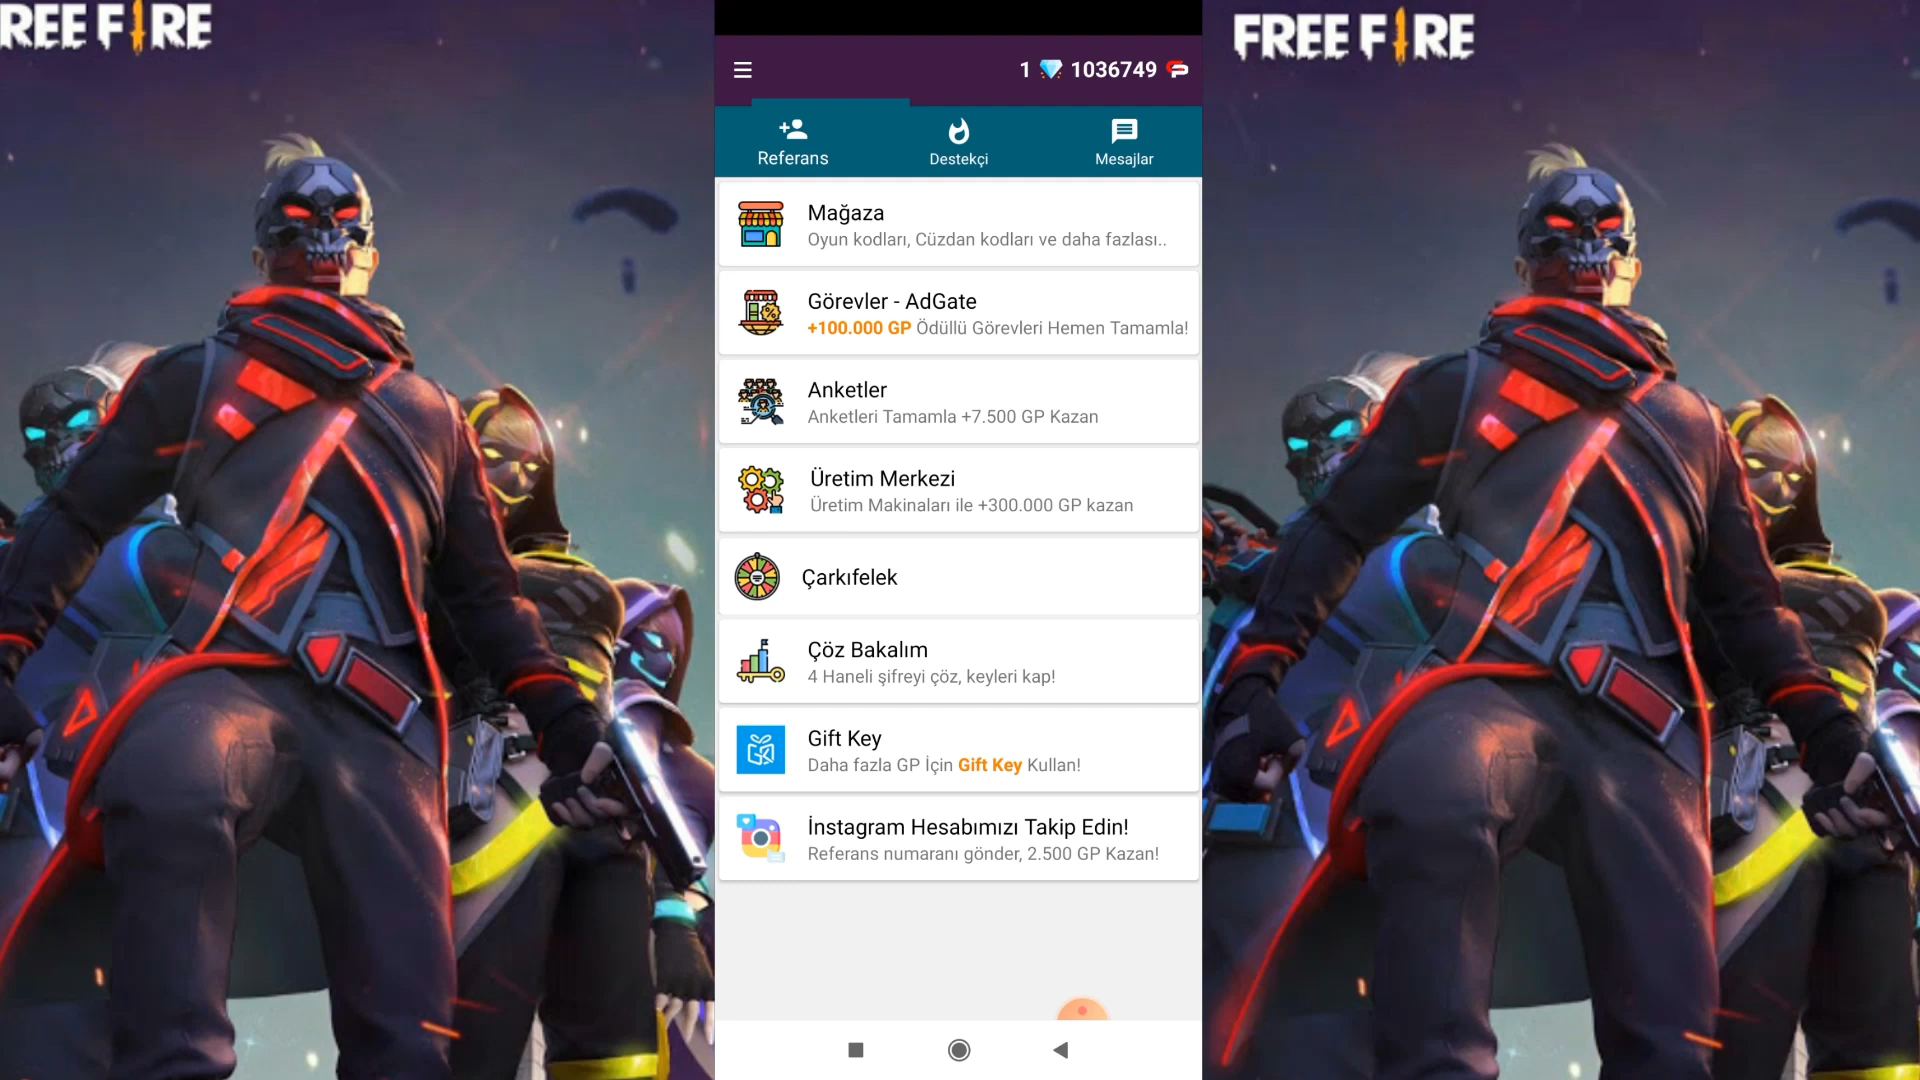 REE FIRE
FREE FIRE
1 1036749
Referans
Destekçi
Mesajlar
Mağaza
Oyun kodları, Cüzdan kodları ve daha fazlası..
Görevler - AdGate
+100.000 GP Ödüllü Görevleri Hemen Tamamla!
Anketler
Anketleri Tamamla +7.500 GP Kazan
Üretim Merkezi
Üretim Makinaları ile +300.000 GP kazan
Çarkıfelek
Çöz Bakalım
4 Haneli şifreyi çöz, keyleri kap!
Gift Key
Daha fazla GP İçin Gift Key Kullan!
İnstagram Hesabımızı Takip Edin!
Referans numaranı gönder, 2.500 GP Kazan!